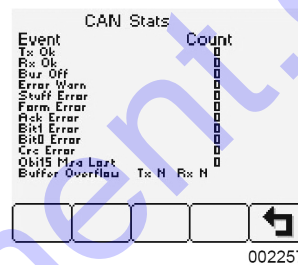 CAN Stats
Event Count
Tx Ok 0
Rx Ok 0
Bus Off 0
Error Warn 0
Stuff Error 0
Form Error 0
Ack Error 0
Bit1 Error 0
Bit0 Error 0
Crc Error 0
Obj15 Msg Lost 0
Buffer Overflow Tx N Rx N
002257